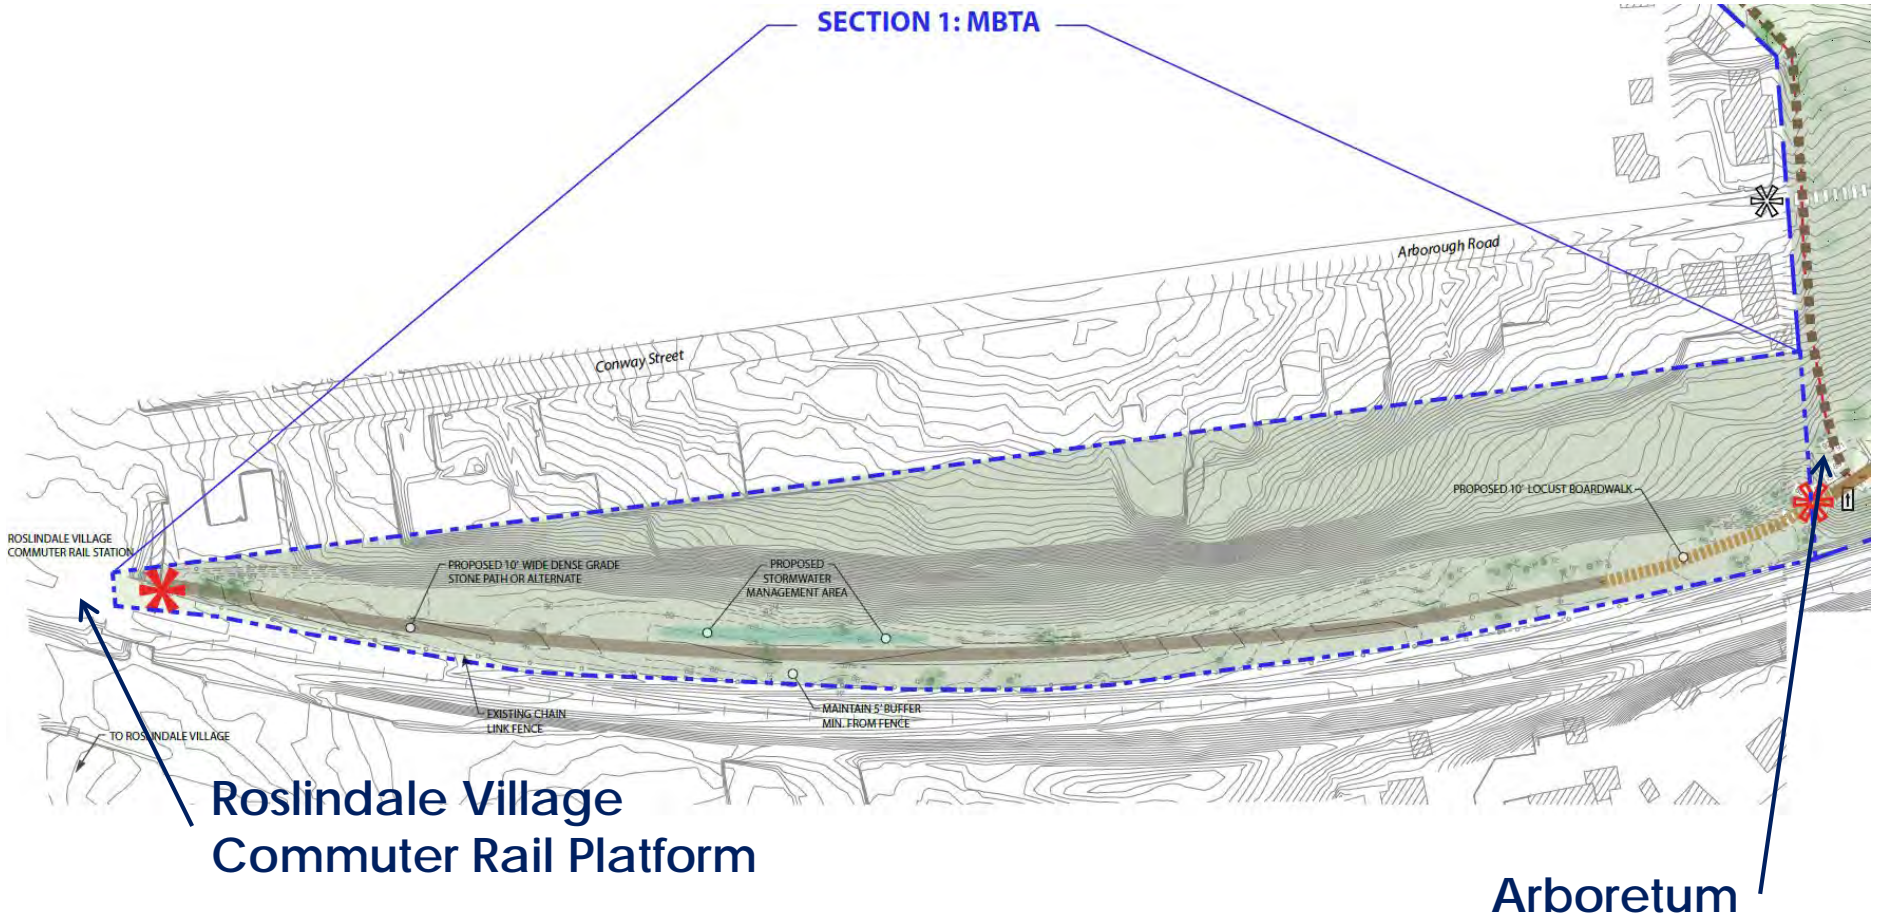 SECTION 1: MBTA
Arborough Road
Conway Street
PROPOSED 10' LOCUST BOARDWALK
ROSLINDALE VILLAGE
COMMUTER RAIL STATION
PROPOSED 10' WIDE DENSE GRADE
STONE PATH OR ALTERNATE
PROPOSED
STORMWATER
MANAGEMENT AREA
EXISTING CHAIN
LINK FENCE
MAINTAIN 5' BUFFER
MIN. FROM FENCE
TO ROSLINDALE VILLAGE
Roslindale Village
Commuter Rail Platform
Arboretum